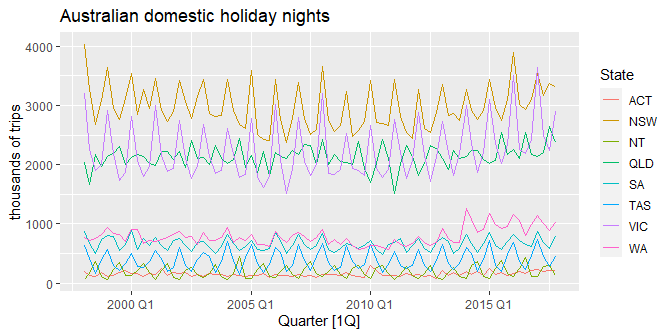 Australian domestic holiday nights
4000
3000
2000
1000
0
thousands of trips
2000 Q1
2005 Q1
2010 Q1
2015 Q1
Quarter [1Q]
State
ACT
NSW
NT
QLD
SA
TAS
VIC
WA